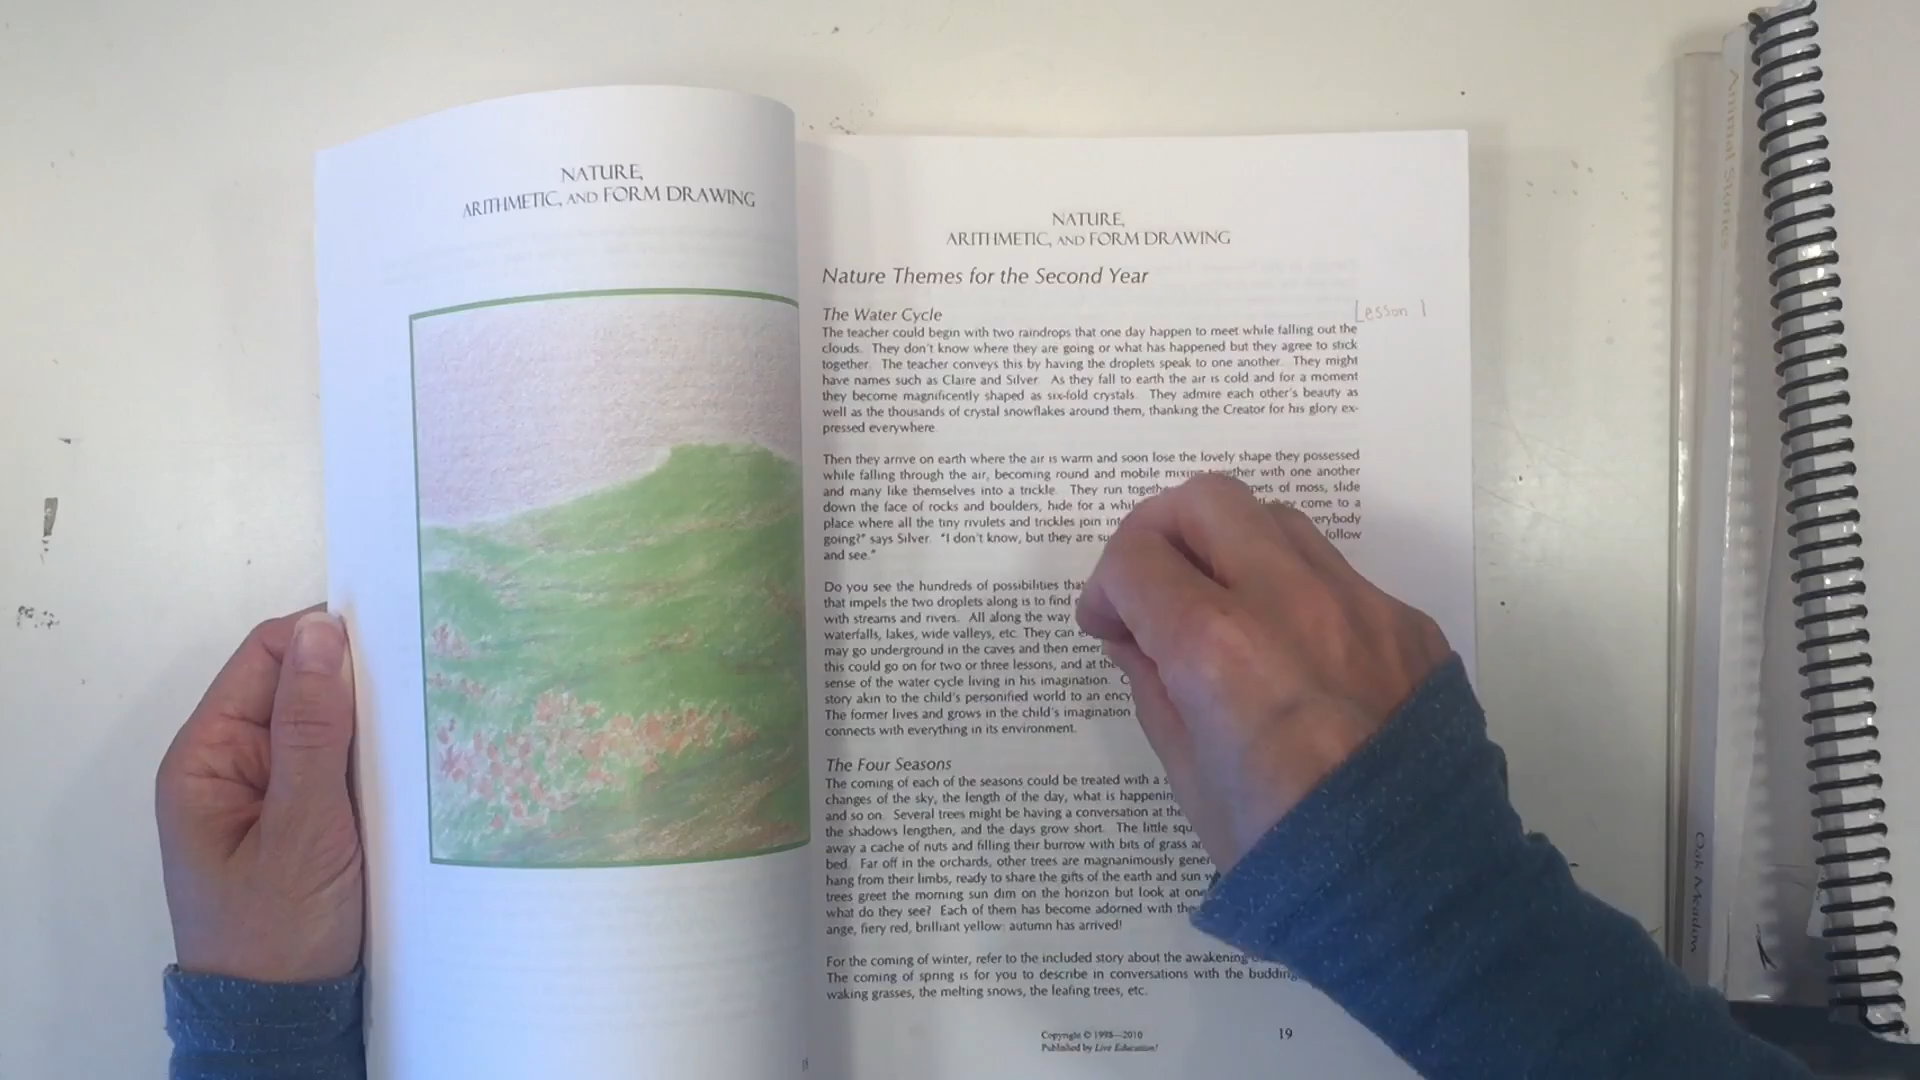 NATURE,
ARITHMETIC, AND FORM DRAWING
NATURE,
ARITHMETIC, AND FORM DRAWING
Nature Themes for the Second Year
The Water Cycle
Lesson 1
The teacher could begin with two raindrops that one day happen to meet while falling out the
clouds. They don't know where they are going or what has happened but they agree to stick
together. The teacher conveys this by having the droplets speak to one another. They might
have names such as Claire and Silver. As they fall to earth the air is cold and for a moment
they become magnificently shaped as six-fold crystals. They admire each other's beauty as
well as the thousands of crystal snowflakes around them, thanking the Creator for his glory ex-
pressed everywhere.
Then they arrive on earth where the air is warm and soon lose the lovely shape they possessed
while falling through the air, becoming round and mobile mixing together with one another
and many like themselves into a trickle. They run of moss, slide
down the face of rocks and boulders, hide for a come to a
place where all the tiny rivulets and trickles join
going?" says Silver. "I don't know, but they are follow
and see."
Do you see the hundreds of possibilities
that impels the two droplets along is to find
with streams and rivers. All along the way
waterfalls, lakes, wide valleys, etc. They can
may go underground in the caves and then
this could go on for two or three lessons, and at
sense of the water cycle living in his imagination.
story akin to the child's personified world to an
The former lives and grows in the child's imagination
connects with everything in its environment.
The Four Seasons
The coming of each of the seasons could be treated with a
changes of the sky, the length of the day, what is
and so on. Several trees might be having a conversation at
the shadows lengthen, and the days grow short. The little
away a cache of nuts and filling their burrow with bits of grass
bed. Far off in the orchards, other trees are magnanimously
hang from their limbs, ready to share the gifts of the earth and sun
trees greet the morning sun dim on the horizon but look at
what do they see? Each of them has become adorned with
ange, fiery red, brilliant yellow: autumn has arrived!
For the coming of winter, refer to the included story about the awakening
The coming of spring is for you to describe in conversations with the
waking grasses, the melting snows, the leafing trees, etc.
Copyright © 1998—2010
Published by Live Education!
19
Animal Stories
Oak Meadow